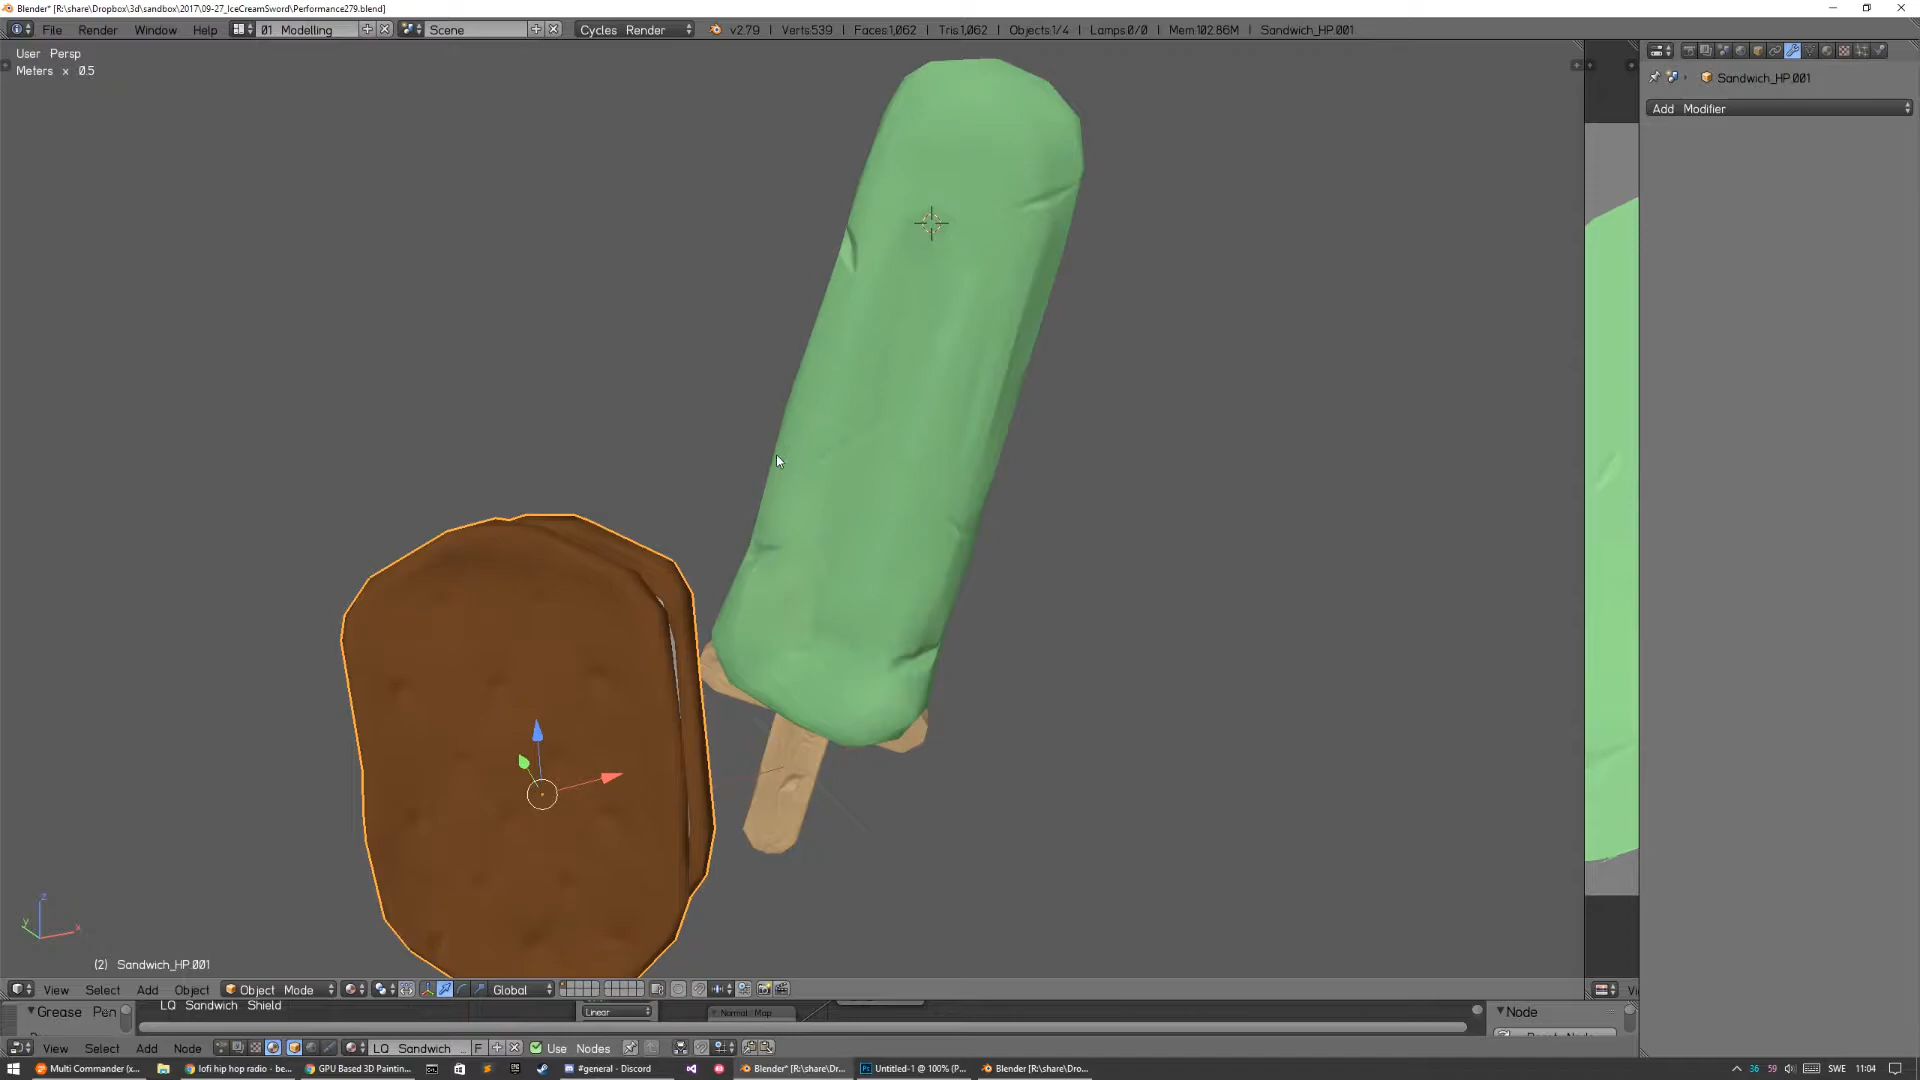 Blender* [R:\share\Dropbox\3d\sandbox\2017\09-27_IceCreamSword\Performance279.blend]
File Render Window Help 01 Modelling Scene Cycles Render v2.79 Verts:539 | Faces:1,062 | Tris:1,062 | Objects:1/4 | Lamps:0/0 | Mem:102.86M | Sandwich_HP.001
User Persp
Meters x 0.5
Sandwich_HP.001
Add Modifier
z
y
x
(2) Sandwich_HP.001
View Select Add Object Object Mode Global
Grease Pen LQ Sandwich Shield Linear Normal Map Node
View Select Add Node LQ Sandwich ... F Use Nodes
Multi Commander (x... lofi hip hop radio - be... GPU Based 3D Paintin... #general - Discord Blender* [R:\share\Dr... Untitled-1 @ 100% (P... Blender [R:\share\Dro... 36 59 SWE 11:04